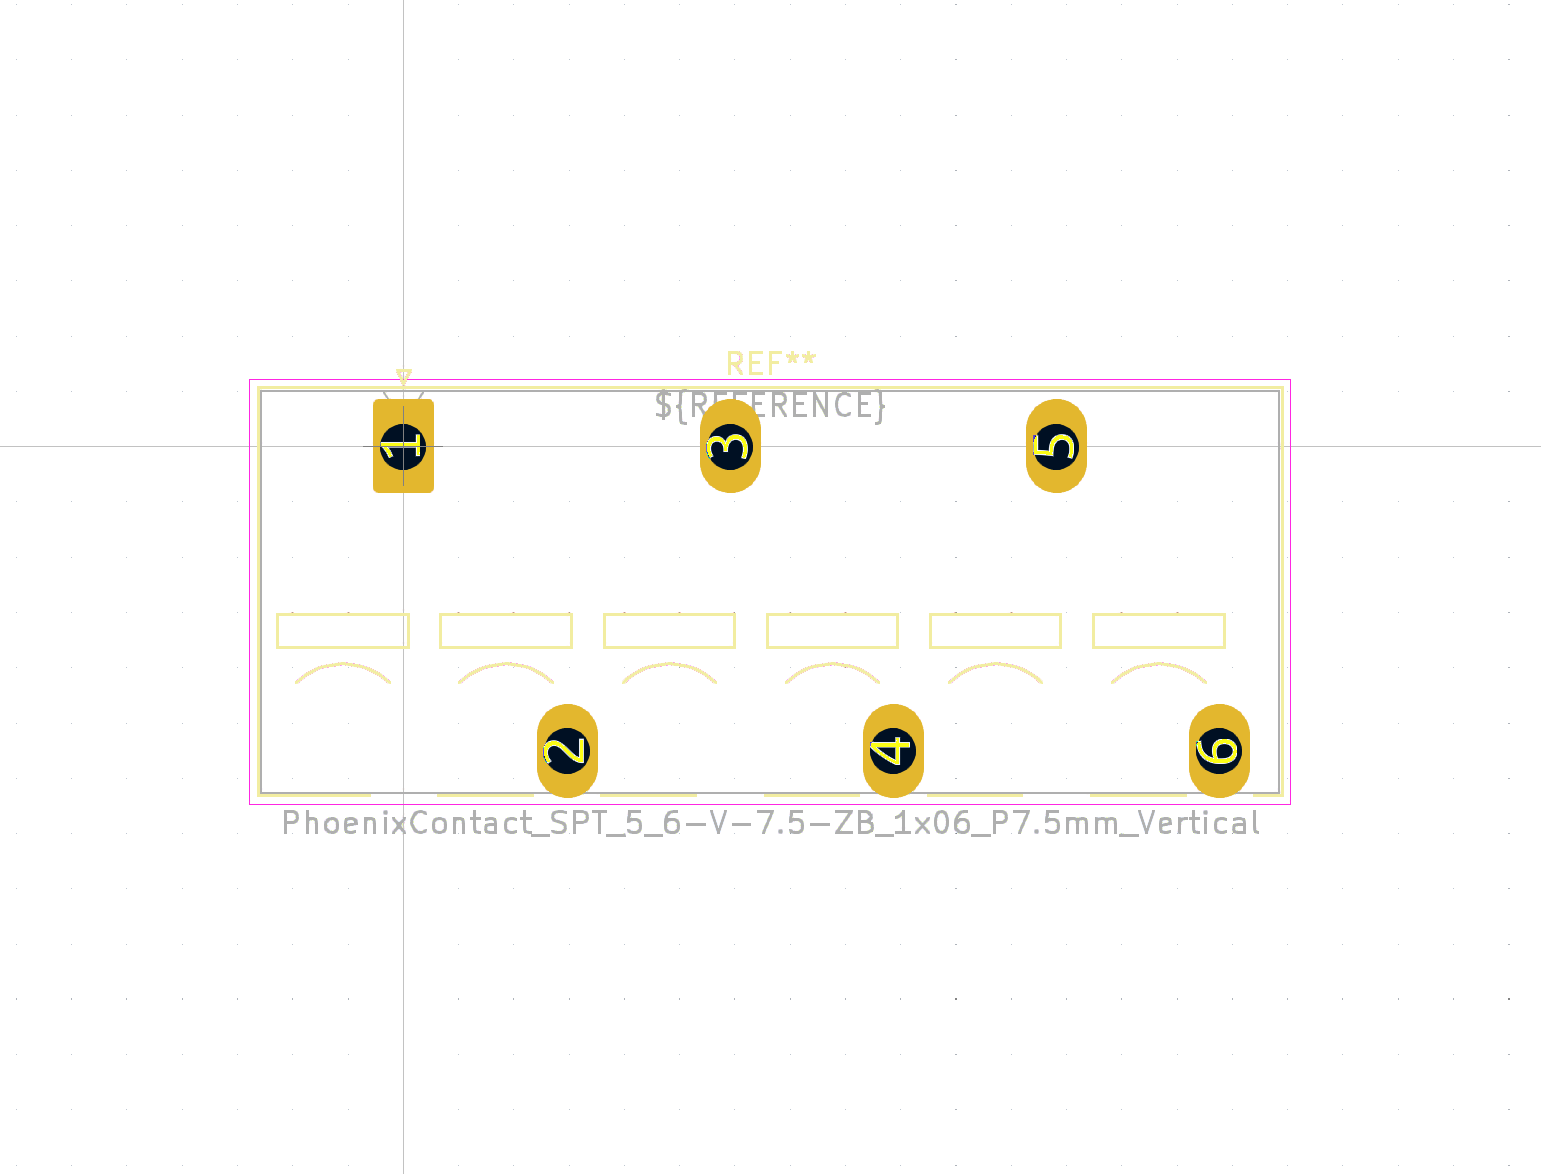 REF**
${REFERENCE}
1 3 5
2 4 6
PhoenixContact_SPT_5_6-V-7.5-ZB_1x06_P7.5mm_Vertical